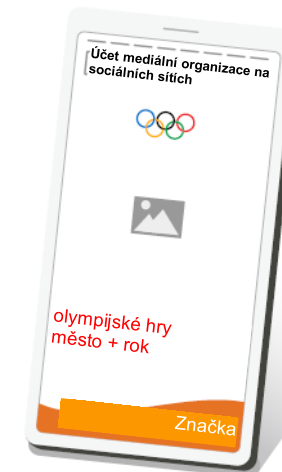 Účet mediální organizace na
sociálních sítích
olympijské hry
město + rok
Značka